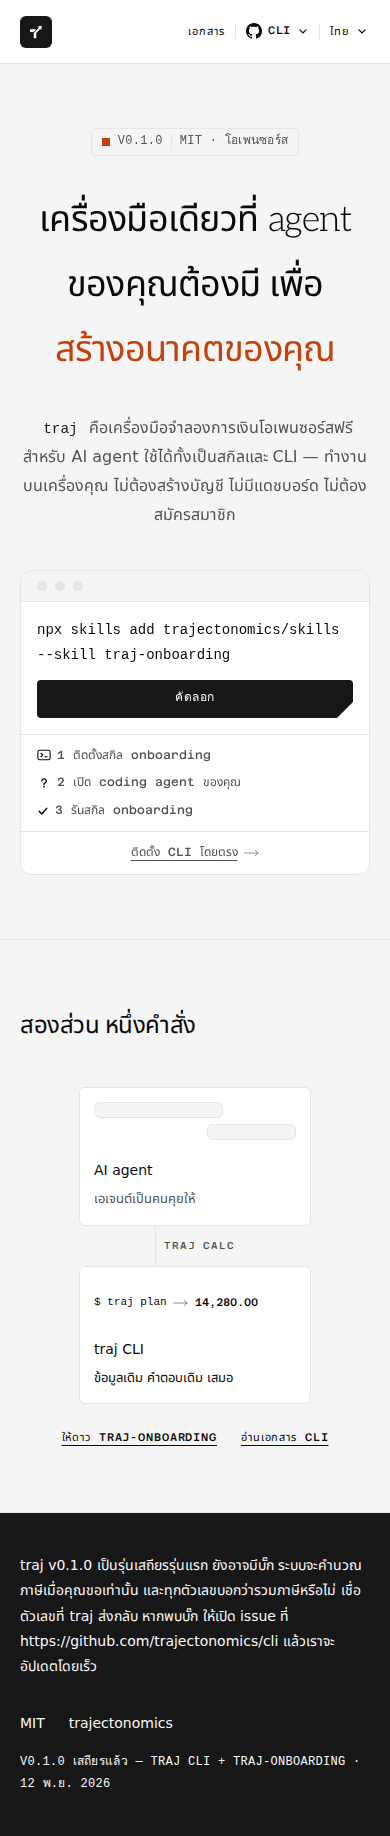 เอกสาร CLI ไทย
V0.1.0 MIT · โอเพนซอร์ส
เครื่องมือเดียวที่ agent
ของคุณต้องมี เพื่อ
สร้างอนาคตของคุณ
traj คือเครื่องมือจำลองการเงินโอเพนซอร์สฟรี
สำหรับ AI agent ใช้ได้ทั้งเป็นสกิลและ CLI — ทำงาน
บนเครื่องคุณ ไม่ต้องสร้างบัญชี ไม่มีแดชบอร์ด ไม่ต้อง
สมัครสมาชิก
npx skills add trajectonomics/skills
--skill traj-onboarding
คัดลอก
1 ติดตั้งสกิล onboarding
? 2 เปิด coding agent ของคุณ
3 รันสกิล onboarding
ติดตั้ง CLI โดยตรง →
สองส่วน หนึ่งคำสั่ง
AI agent
เอเจนต์เป็นคนคุยให้
TRAJ CALC
$ traj plan → 14,280.00
traj CLI
ข้อมูลเดิม คำตอบเดิม เสมอ
ให้ดาว TRAJ-ONBOARDING อ่านเอกสาร CLI
traj v0.1.0 เป็นรุ่นเสถียรรุ่นแรก ยังอาจมีบั๊ก ระบบจะคำนวณ
ภาษีเมื่อคุณขอเท่านั้น และทุกตัวเลขบอกว่ารวมภาษีหรือไม่ เชื่อ
ตัวเลขที่ traj ส่งกลับ หากพบบั๊ก ให้เปิด issue ที่
https://github.com/trajectonomics/cli แล้วเราจะ
อัปเดตโดยเร็ว
MIT trajectonomics
V0.1.0 เสถียรแล้ว — TRAJ CLI + TRAJ-ONBOARDING ·
12 พ.ย. 2026